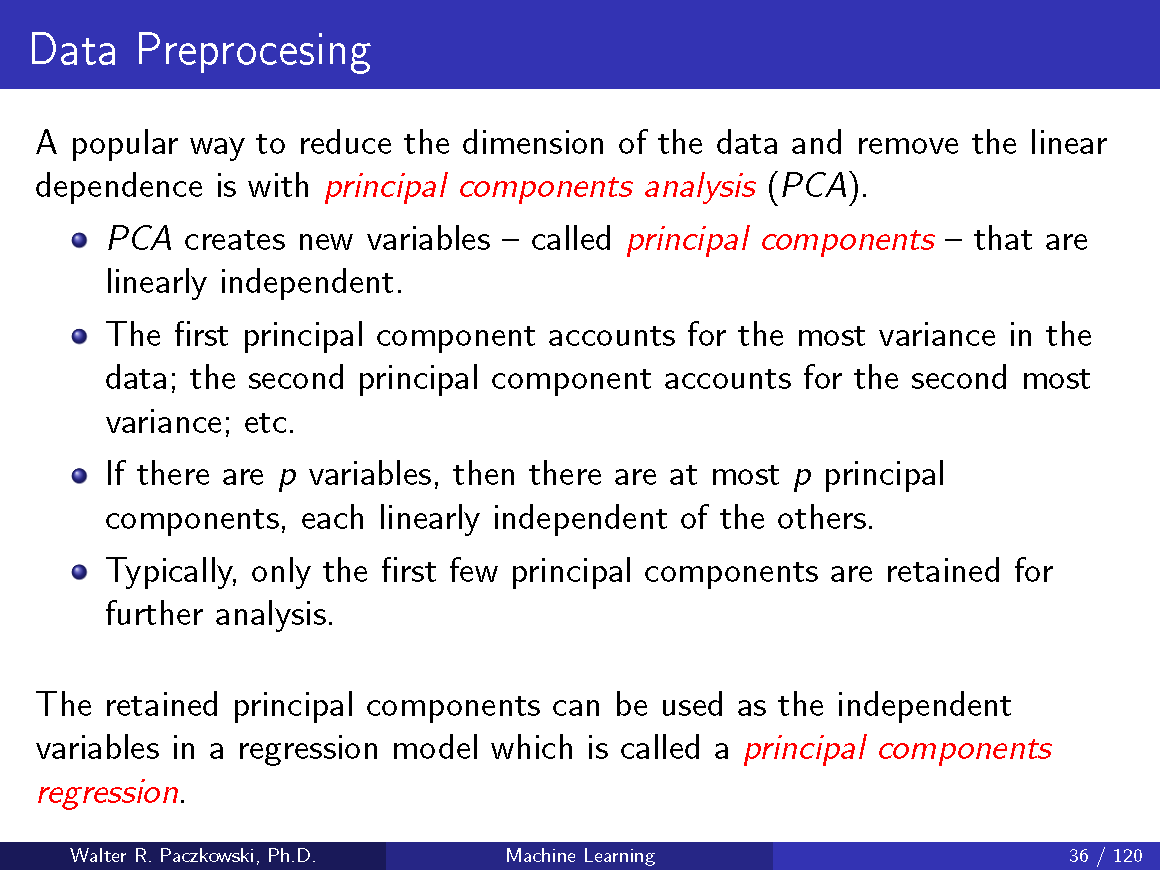 Data Preprocesing
A popular way to reduce the dimension of the data and remove the linear
dependence is with principal components analysis (PCA).
PCA creates new variables – called principal components – that are
linearly independent.
The first principal component accounts for the most variance in the
data; the second principal component accounts for the second most
variance; etc.
If there are p variables, then there are at most p principal
components, each linearly independent of the others.
Typically, only the first few principal components are retained for
further analysis.
The retained principal components can be used as the independent
variables in a regression model which is called a principal components
regression.
Walter R. Paczkowski, Ph.D. Machine Learning 36 / 120